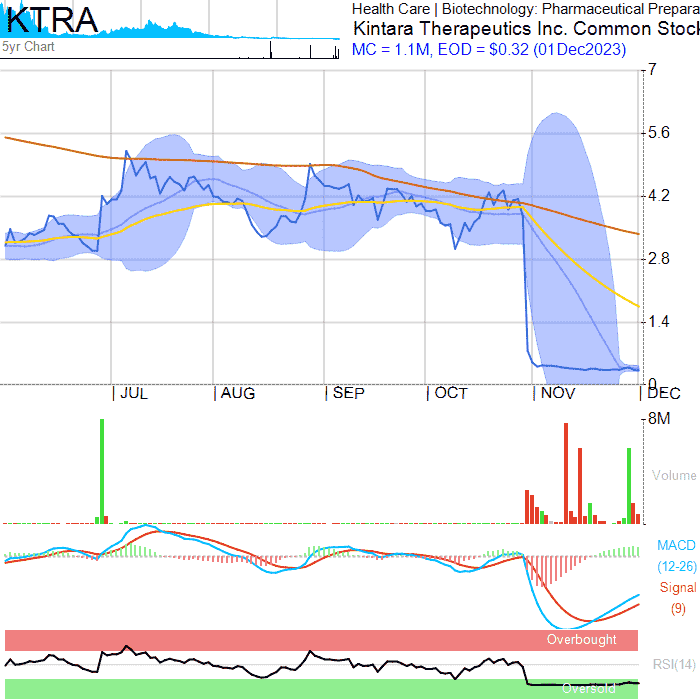 KTRA
5yr Chart
Health Care | Biotechnology: Pharmaceutical Prepara
Kintara Therapeutics Inc. Common Stock
MC = 1.1M, EOD = $0.32 (01Dec2023)
7
5.6
4.2
2.8
1.4
0
JUL AUG SEP OCT NOV DEC
8M
Volume
MACD
(12-26)
Signal
(9)
Overbought
RSI(14)
Oversold